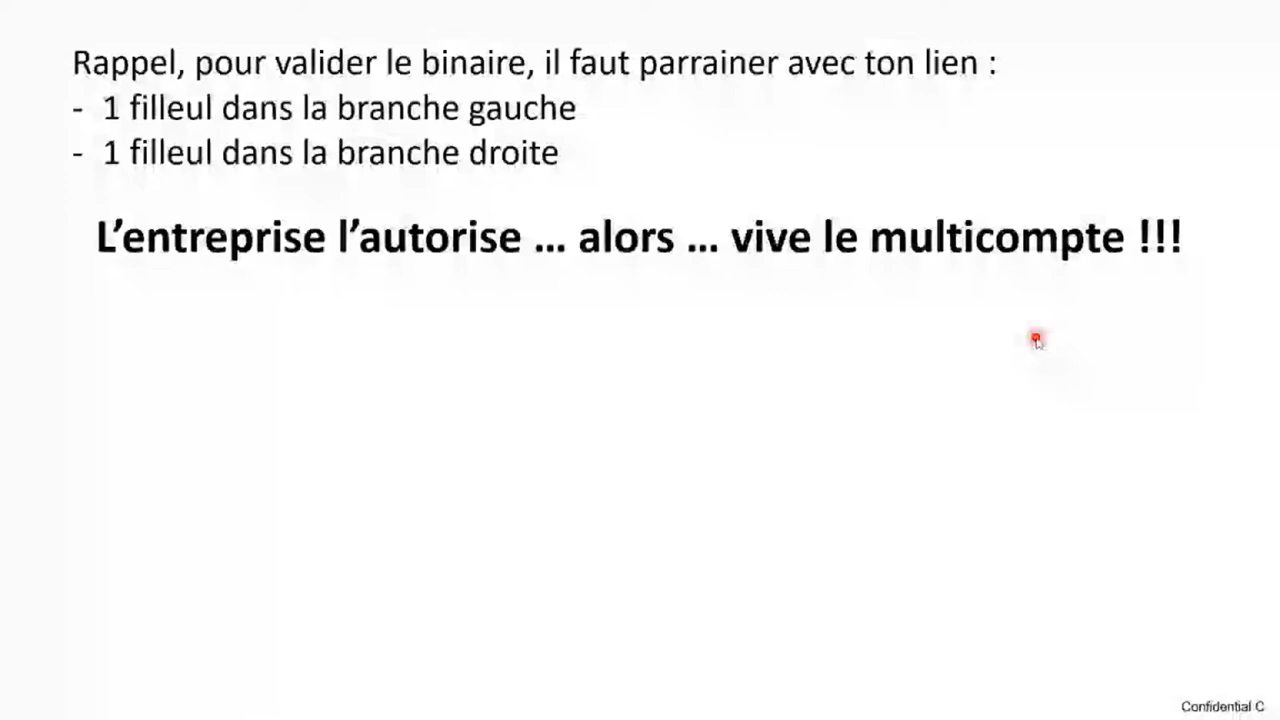 Rappel, pour valider le binaire, il faut parrainer avec ton lien :
- 1 filleul dans la branche gauche
- 1 filleul dans la branche droite
L’entreprise l’autorise … alors … vive le multicompte !!!
Confidential C